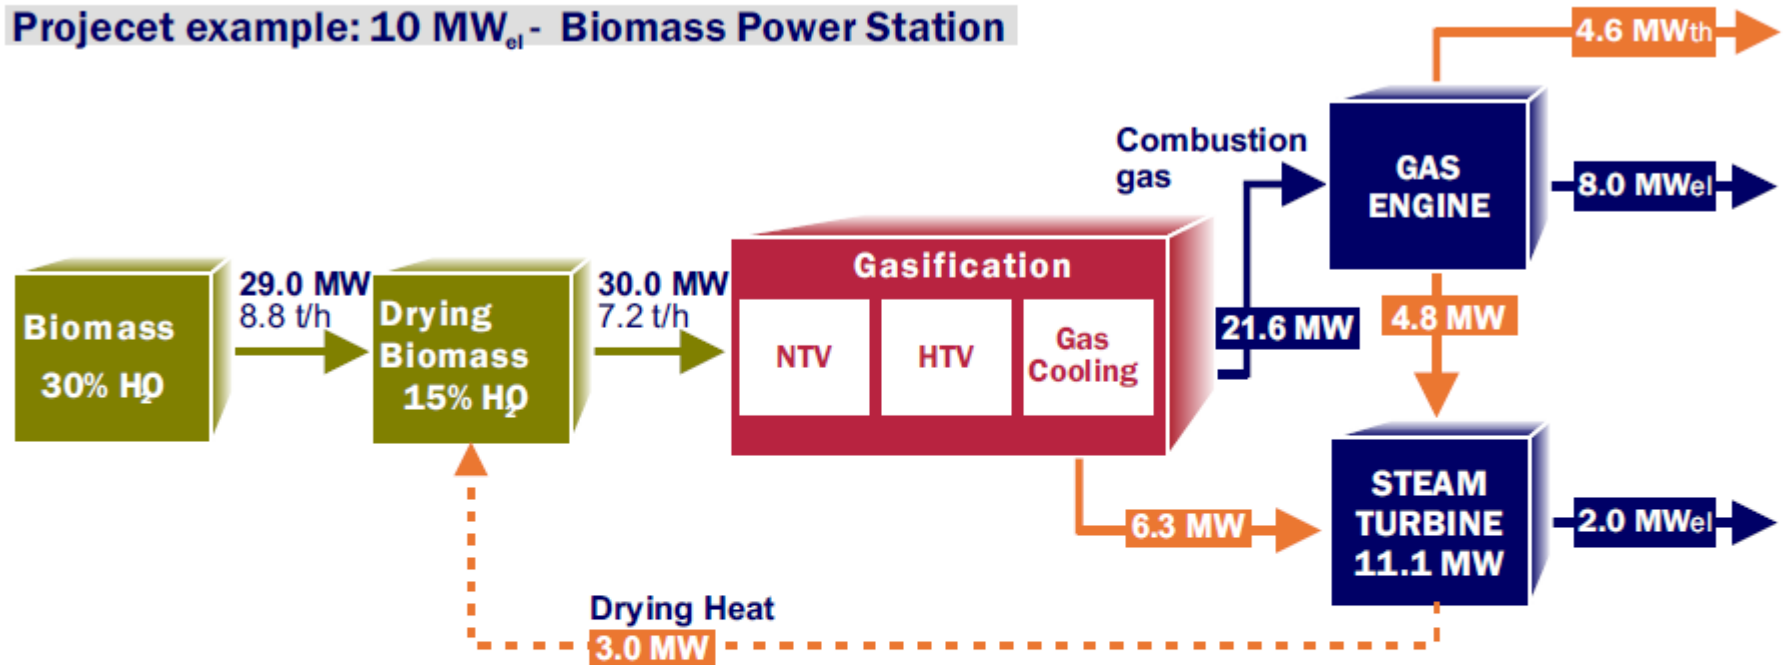 Projecet example: 10 MWel - Biomass Power Station
4.6 MWth
Combustion
gas
GAS
ENGINE
8.0 MWel
29.0 MW
8.8 t/h
30.0 MW
7.2 t/h
Gasification
Biomass
30% H2O
Drying
Biomass
15% H2O
NTV
HTV
Gas
Cooling
21.6 MW
4.8 MW
STEAM
TURBINE
11.1 MW
6.3 MW
2.0 MWel
Drying Heat
3.0 MW